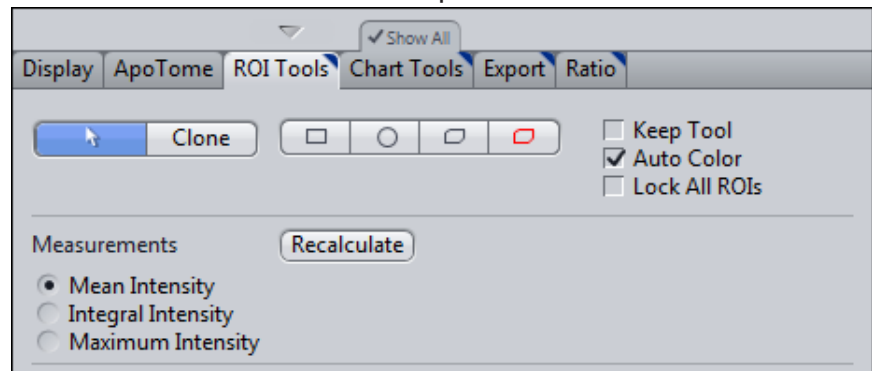 Show All
Display ApoTome ROI Tools Chart Tools Export Ratio
Clone
Keep Tool
Auto Color
Lock All ROIs
Measurements Recalculate
Mean Intensity
Integral Intensity
Maximum Intensity